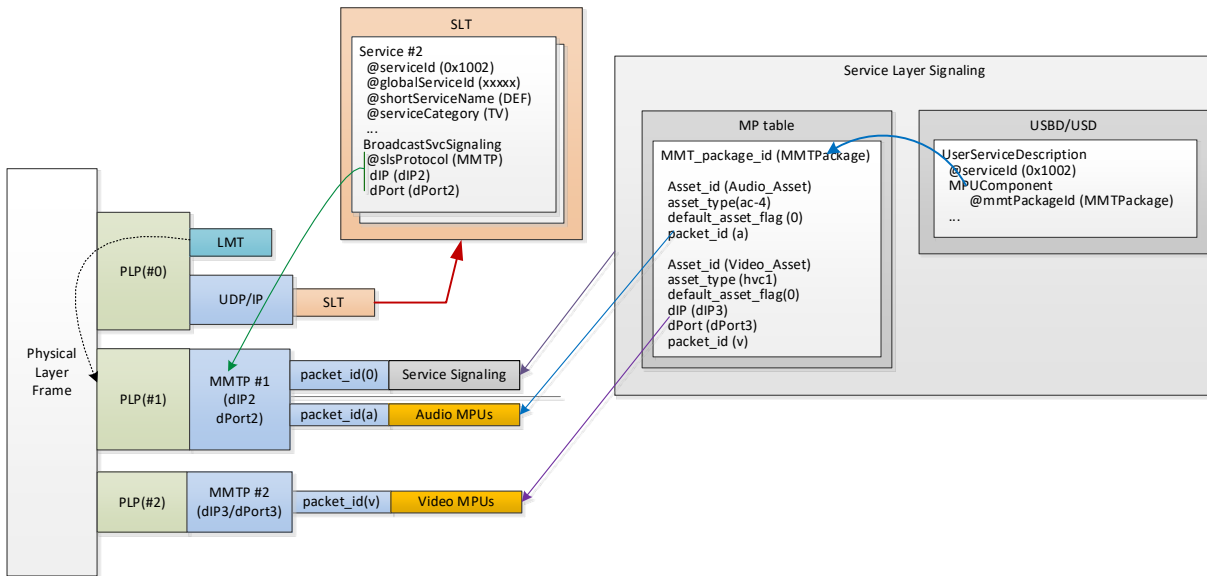 SLT
Service #2
@serviceId (0x1002)
@globalServiceId (xxxxx)
@shortServiceName (DEF)
@serviceCategory (TV)
...
BroadcastSvcSignaling
@slsProtocol (MMTP)
dIP (dIP2)
dPort (dPort2)
Service Layer Signaling
MP table
MMT_package_id (MMTPackage)
Asset_id (Audio_Asset)
asset_type(ac-4)
default_asset_flag (0)
packet_id (a)
Asset_id (Video_Asset)
asset_type (hvc1)
default_asset_flag(0)
dIP (dIP3)
dPort (dPort3)
packet_id (v)
USBD/USD
UserServiceDescription
@serviceId (0x1002)
MPUComponent
@mmtPackageId (MMTPackage)
...
Physical
Layer
Frame
PLP(#0)
LMT
UDP/IP
SLT
PLP(#1)
MMTP #1
(dIP2
dPort2)
packet_id(0)
Service Signaling
packet_id(a)
Audio MPUs
PLP(#2)
MMTP #2
(dIP3/dPort3)
packet_id(v)
Video MPUs